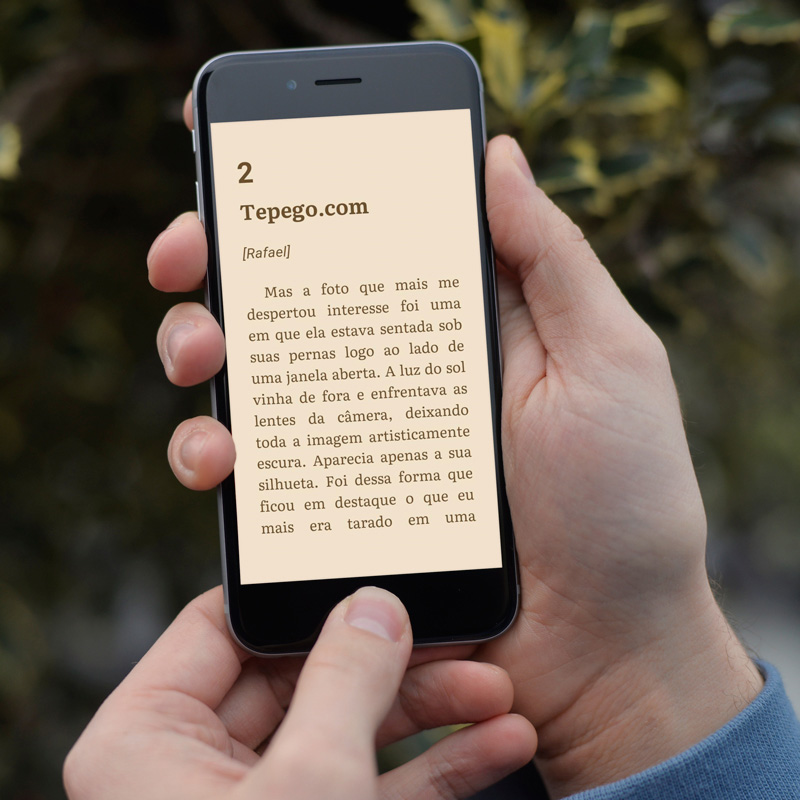 2
Tepego.com
[Rafael]
Mas a foto que mais me
despertou interesse foi uma
em que ela estava sentada sob
suas pernas logo ao lado de
uma janela aberta. A luz do sol
vinha de fora e enfrentava as
lentes da câmera, deixando
toda a imagem artisticamente
escura. Aparecia apenas a sua
silhueta. Foi dessa forma que
ficou em destaque o que eu
mais era tarado em uma